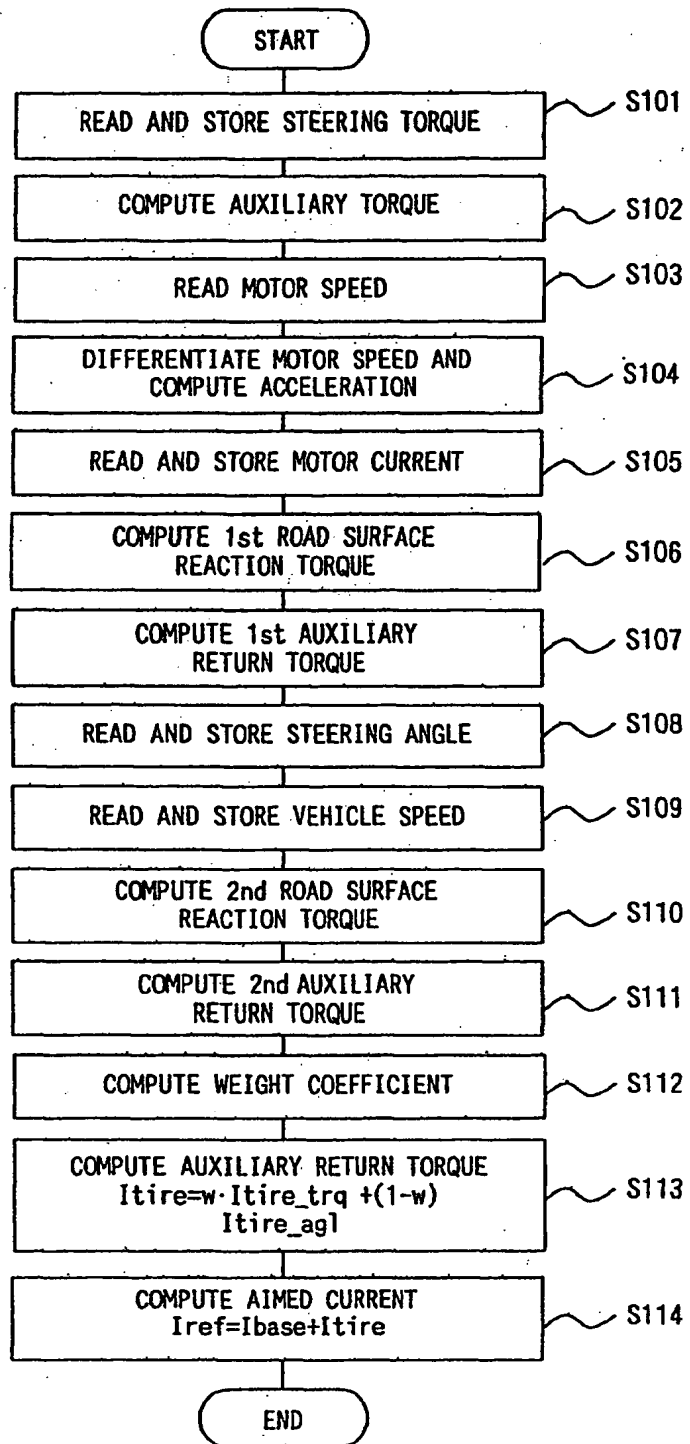 START
READ AND STORE STEERING TORQUE
S101
COMPUTE AUXILIARY TORQUE
S102
READ MOTOR SPEED
S103
DIFFERENTIATE MOTOR SPEED AND
COMPUTE ACCELERATION
S104
READ AND STORE MOTOR CURRENT
S105
COMPUTE 1st ROAD SURFACE
REACTION TORQUE
S106
COMPUTE 1st AUXILIARY
RETURN TORQUE
S107
READ AND STORE STEERING ANGLE
S108
READ AND STORE VEHICLE SPEED
S109
COMPUTE 2nd ROAD SURFACE
REACTION TORQUE
S110
COMPUTE 2nd AUXILIARY
RETURN TORQUE
S111
COMPUTE WEIGHT COEFFICIENT
S112
COMPUTE AUXILIARY RETURN TORQUE
Itire=w·Itire_trq +(1-w)
Itire_agl
S113
COMPUTE AIMED CURRENT
Iref=Ibase+Itire
S114
END